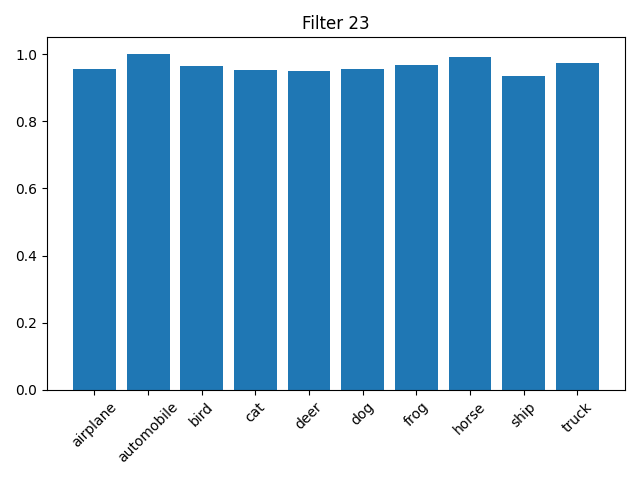 Filter 23
1.0
0.8
0.6
0.4
0.2
0.0
airplane
automobile
bird
cat
deer
dog
frog
horse
ship
truck